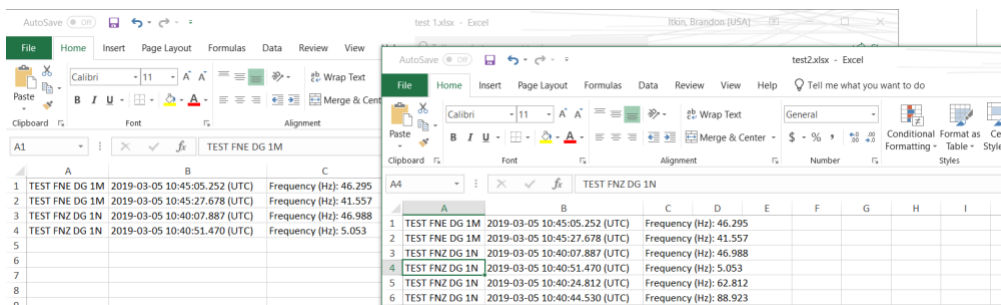 AutoSave Off
test 1.xlsx - Excel
Itkin, Brandon [USA]
File Home Insert Page Layout Formulas Data Review View
Paste
Calibri 11 A A Wrap Text
B I U A Merge & Cent
Clipboard Font Alignment
A1 fx TEST FNE DG 1M
A B C
1 TEST FNE DG 1M 2019-03-05 10:45:05.252 (UTC) Frequency (Hz): 46.295
2 TEST FNE DG 1M 2019-03-05 10:45:27.678 (UTC) Frequency (Hz): 41.557
3 TEST FNZ DG 1N 2019-03-05 10:40:07.887 (UTC) Frequency (Hz): 46.988
4 TEST FNZ DG 1N 2019-03-05 10:40:51.470 (UTC) Frequency (Hz): 5.053
5
6
7
8
AutoSave Off
test2.xlsx - Excel
File Home Insert Page Layout Formulas Data Review View Help Tell me what you want to do
Paste
Calibri 11 A A Wrap Text General
B I U A Merge & Center $ % , Conditional Format as Ce
Formatting Table Style
Clipboard Font Alignment Number Styles
A4 fx TEST FNZ DG 1N
A B C D E F G H I
1 TEST FNE DG 1M 2019-03-05 10:45:05.252 (UTC) Frequency (Hz): 46.295
2 TEST FNE DG 1M 2019-03-05 10:45:27.678 (UTC) Frequency (Hz): 41.557
3 TEST FNZ DG 1N 2019-03-05 10:40:07.887 (UTC) Frequency (Hz): 46.988
4 TEST FNZ DG 1N 2019-03-05 10:40:51.470 (UTC) Frequency (Hz): 5.053
5 TEST FNZ DG 1N 2019-03-05 10:40:24.812 (UTC) Frequency (Hz): 62.812
6 TEST FNZ DG 1N 2019-03-05 10:40:44.530 (UTC) Frequency (Hz): 88.923